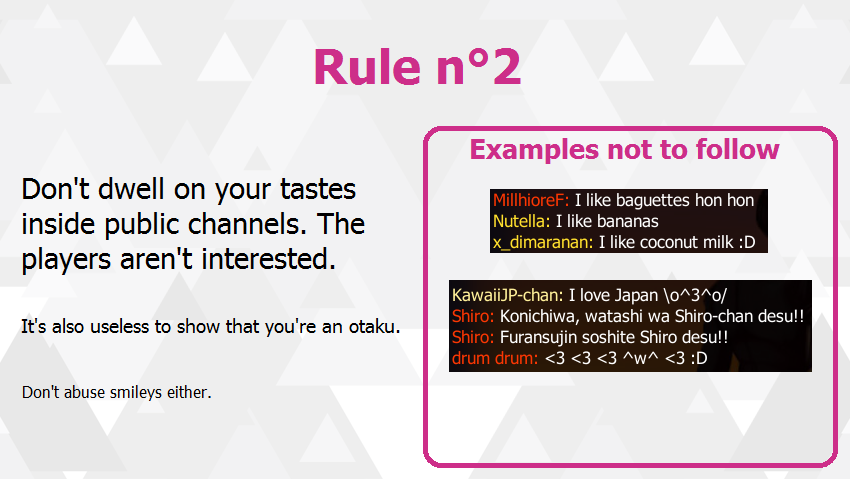 Rule n°2
Don't dwell on your tastes
inside public channels. The
players aren't interested.
It's also useless to show that you're an otaku.
Don't abuse smileys either.
Examples not to follow
MillhioreF: I like baguettes hon hon
Nutella: I like bananas
x_dimaranan: I like coconut milk :D
KawaiiJP-chan: I love Japan \o^3^o/
Shiro: Konichiwa, watashi wa Shiro-chan desu!!
Shiro: Furansujin soshite Shiro desu!!
drum drum: <3 <3 <3 ^w^ <3 :D